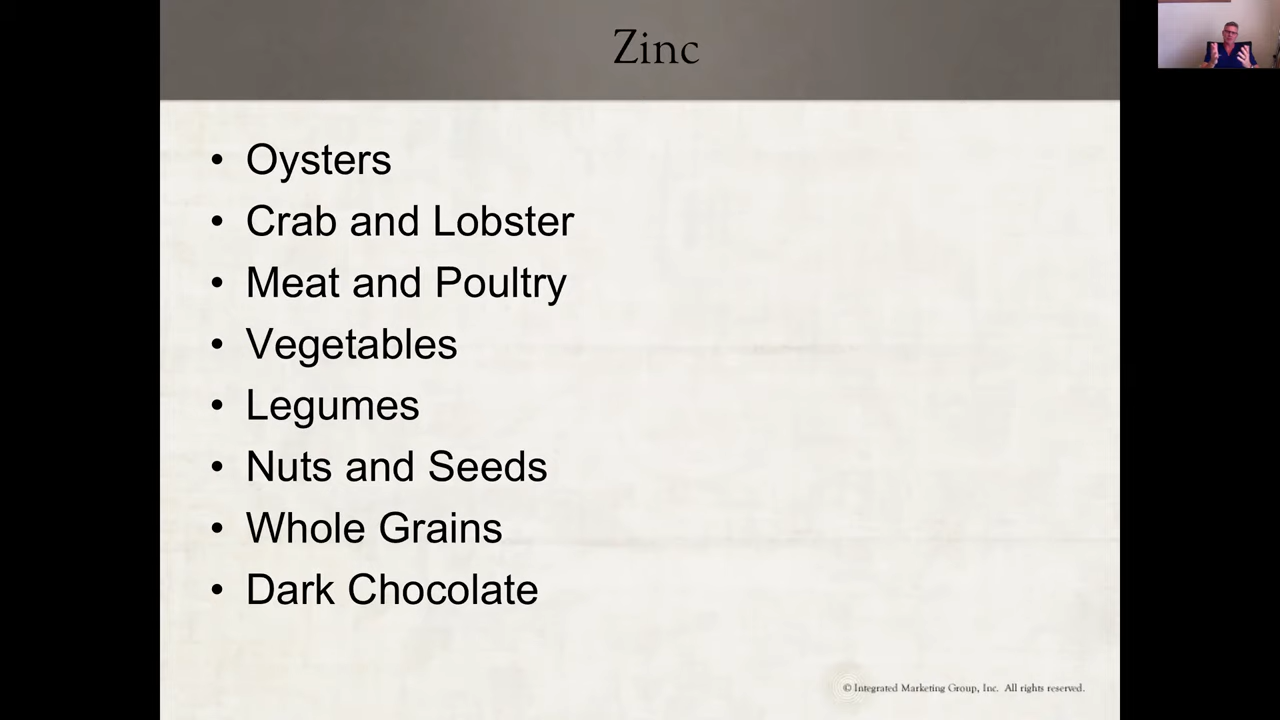 Zinc
• Oysters
• Crab and Lobster
• Meat and Poultry
• Vegetables
• Legumes
• Nuts and Seeds
• Whole Grains
• Dark Chocolate
© Integrated Marketing Group, Inc. All rights reserved.